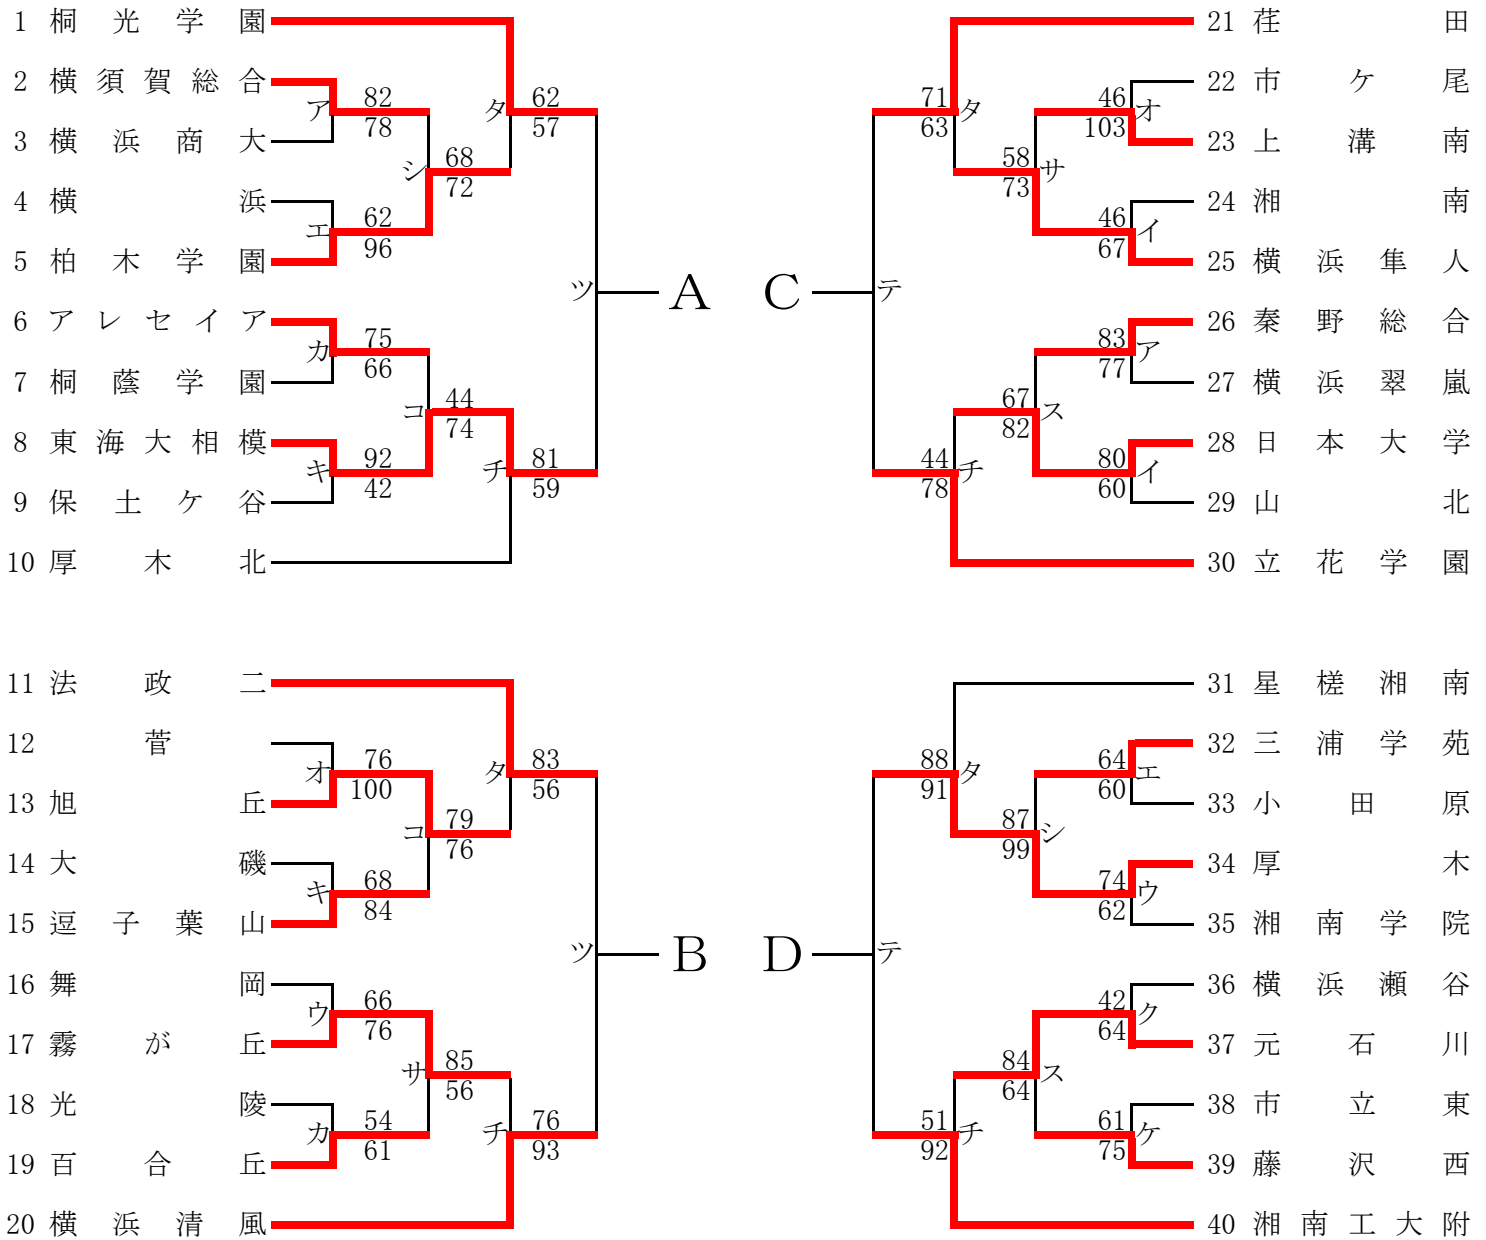 1 桐光学園
2 横須賀総合
3 横浜商大
4 横浜
5 柏木学園
6 アレセイア
7 桐蔭学園
8 東海大相模
9 保土ケ谷
10 厚木北
ア 82 78
エ 62 96
カ 75 66
キ 92 42
シ 68 72
コ 44 74
タ 62 57
チ 81 59
ツ A
21 荏田
22 市ケ尾
23 上溝南
24 湘南
25 横浜隼人
26 秦野総合
27 横浜翠嵐
28 日本大学
29 山北
30 立花学園
46 103 オ
46 67 イ
83 77 ア
80 60 イ
58 73 サ
67 82 ス
71 63 タ
44 78 チ
C テ
11 法政二
12 菅
13 旭丘
14 大磯
15 逗子葉山
16 舞岡
17 霧が丘
18 光陵
19 百合丘
20 横浜清風
オ 76 100
キ 68 84
ウ 66 76
カ 54 61
コ 79 76
サ 85 56
タ 83 56
チ 76 93
ツ B
31 星槎湘南
32 三浦学苑
33 小田原
34 厚木
35 湘南学院
36 横浜瀬谷
37 元石川
38 市立東
39 藤沢西
40 湘南工大附
64 60 エ
74 62 ウ
42 64 ク
61 75 ケ
87 99 シ
84 64 ス
88 91 タ
51 92 チ
D テ